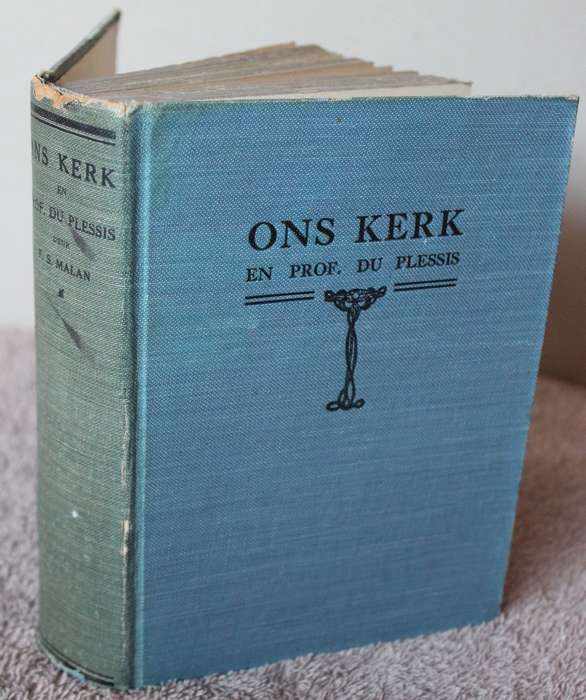 ONS KERK
EN
PROF. DU PLESSIS
DEUR
F. S. MALAN
ONS KERK
EN PROF. DU PLESSIS